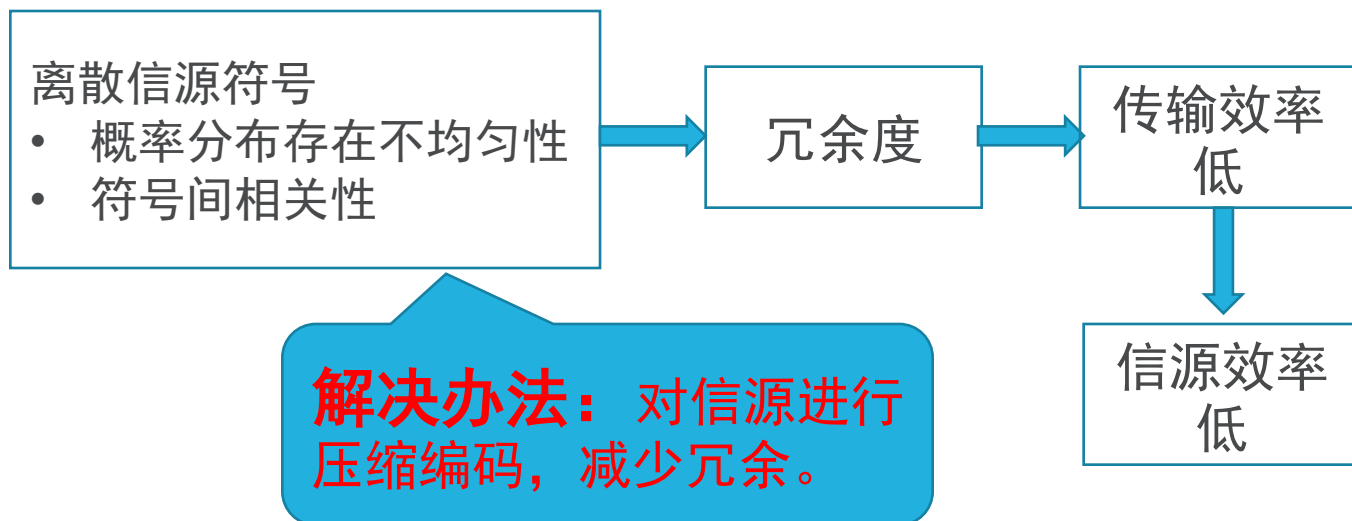 离散信源符号
• 概率分布存在不均匀性
• 符号间相关性
冗余度
传输效率
低
信源效率
低
解决办法：对信源进行
压缩编码，减少冗余。